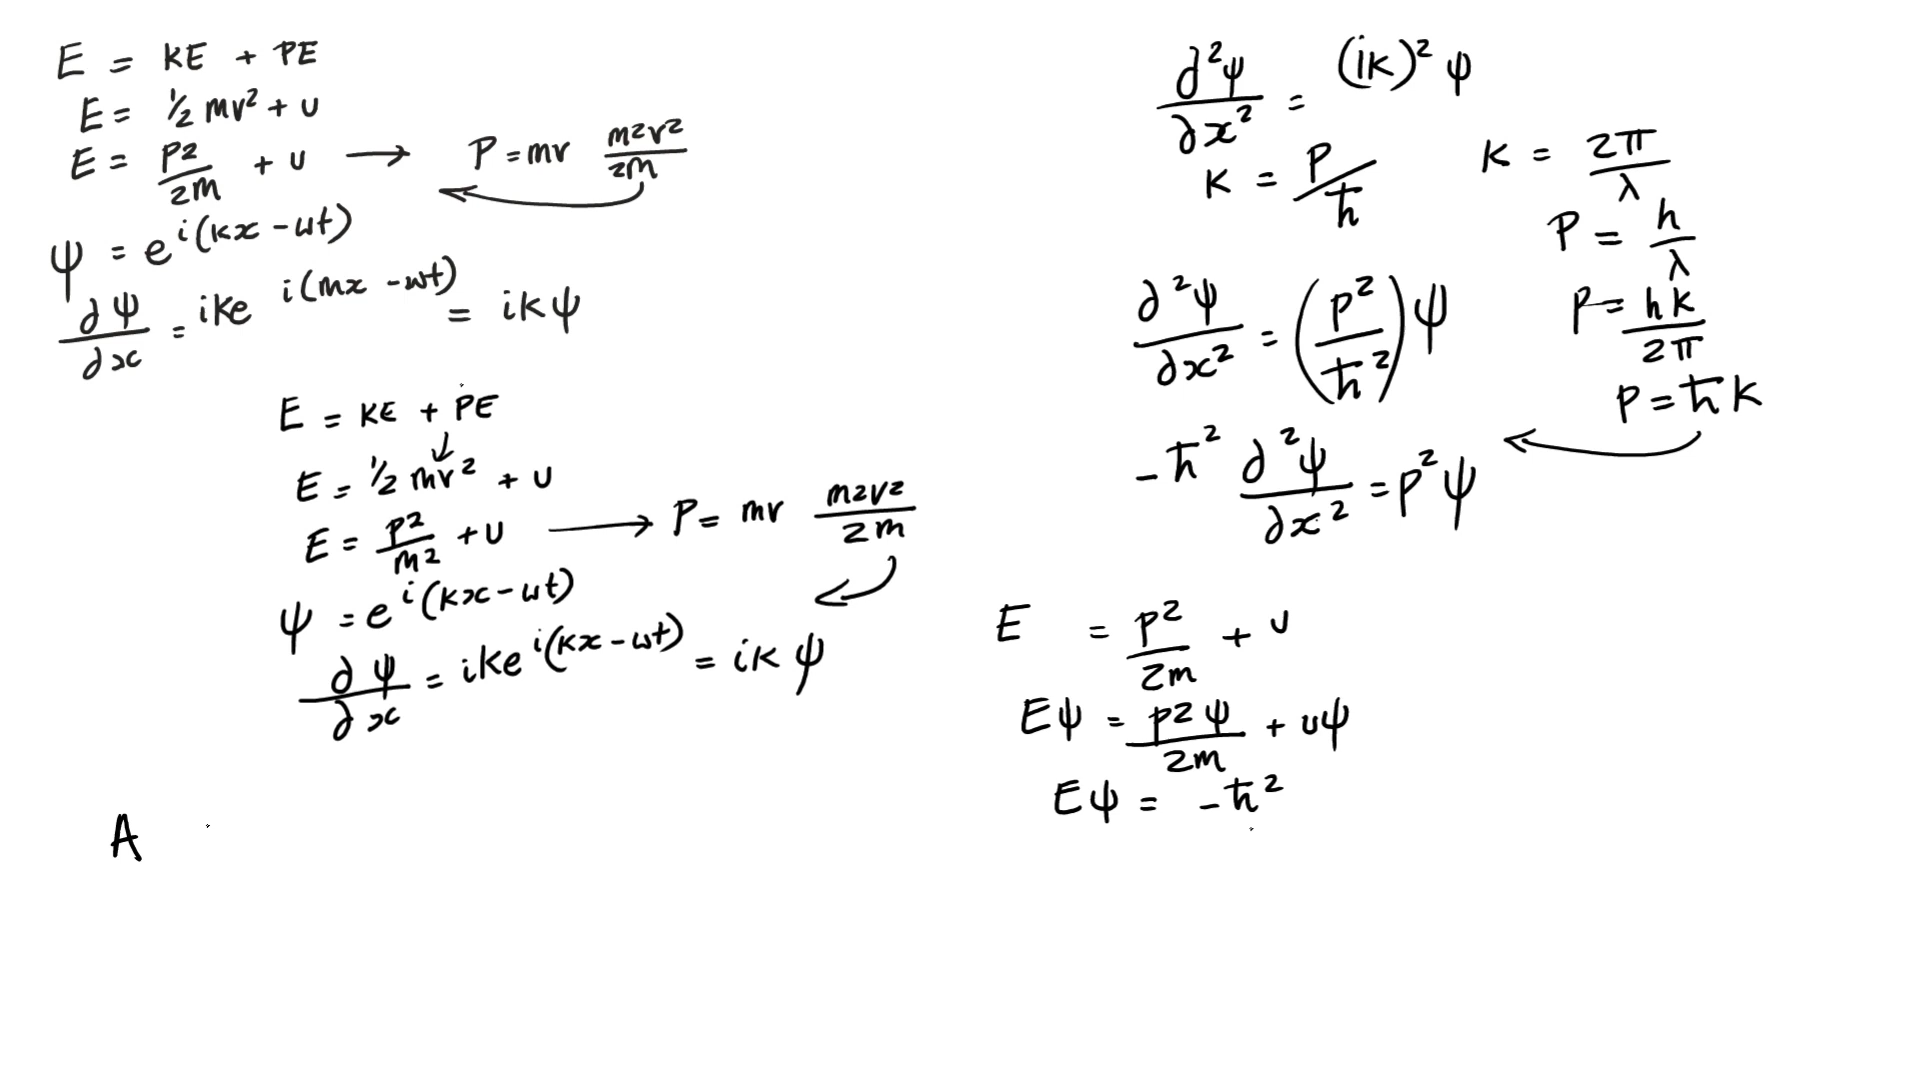 E = KE + PE
E = 1/2 mv² + U
E = P²/2m + U → P = mv m²v²/2m
ψ = e^i(kx - ωt)
∂ψ/∂x = ike^i(mx - ωt) = ikψ
E = KE + PE
E = 1/2 mv² + U
E = P²/m² + U → P = mv m²v²/2m
ψ = e^i(kx - ωt)
∂ψ/∂x = ike^i(kx - ωt) = ikψ
A
∂²ψ/∂x² = (ik)² ψ
K = P/ħ
K = 2π/λ
P = h/λ
P = hk/2π
P = ħk
∂²ψ/∂x² = (P²/ħ²)ψ
-ħ² ∂²ψ/∂x² = P²ψ
E = P²/2m + U
Eψ = P²ψ/2m + Uψ
Eψ = -ħ²